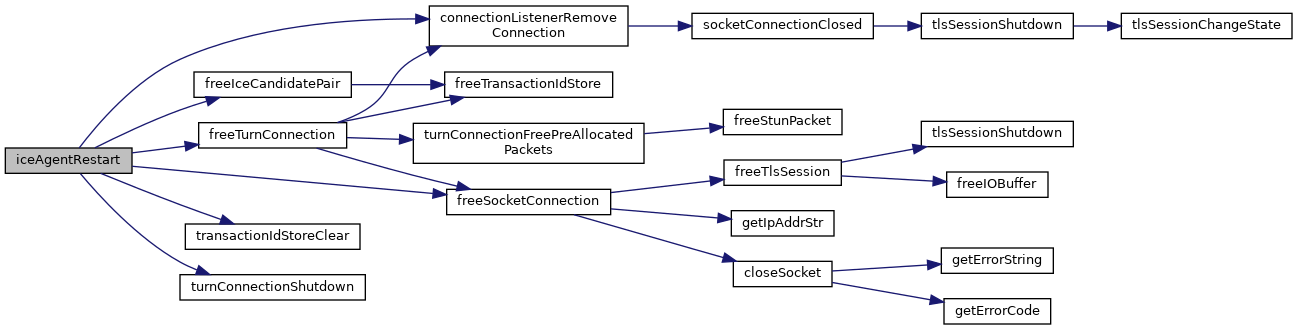 iceAgentRestart
connectionListenerRemove
Connection
freeIceCandidatePair
freeTurnConnection
transactionIdStoreClear
turnConnectionShutdown
freeTransactionIdStore
turnConnectionFreePreAllocated
Packets
freeSocketConnection
socketConnectionClosed
freeStunPacket
freeTlsSession
getIpAddrStr
closeSocket
tlsSessionShutdown
tlsSessionShutdown
freeIOBuffer
getErrorString
getErrorCode
tlsSessionChangeState